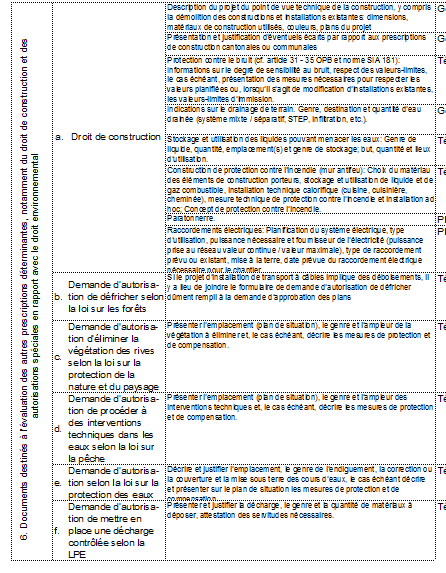 6. Documents destinés à l'évaluation des autres prescriptions déterminantes, notamment du droit de construction et des
autorisations spéciales en rapport avec le droit environnemental
a. Droit de construction
Description du projet du point de vue technique de la construction, y compris
la démolition des constructions et installations existantes: dimensions,
matériaux de construction utilisés, couleurs, plans du projet
Présentation et justification d'éventuels écarts par rapport aux prescriptions
de construction cantonales ou communales
Protection contre le bruit (cf. article 31 - 35 OPB et norme SIA 181):
Informations sur le degré de sensibilité au bruit, respect des valeurs-limites,
le cas échéant, présentation des mesures nécessaires pour respecter les
valeurs planifiées ou, lorsqu'il s'agit de modification d'installations existantes,
les valeurs-limites d'immission.
Indications sur le drainage de terrain. Genre, destination et quantité d'eau
drainée (système mixte / séparatif, STEP, infiltration, etc.).
Stockage et utilisation des liquides pouvant menacer les eaux: Genre de
liquide, quantité, emplacement(s) et genre de stockage; but, quantité et lieux
d'utilisation.
Construction de protection contre l'incendie (mur antifeu): Choix du matériau
des éléments de construction porteurs, stockage et utilisation de liquide et de
gaz combustible, installation technique calorifique (cuisine, cuisinière,
cheminée), mesure technique de protection contre l'incendie et installation ad
hoc; Concept de protection contre l'incendie.
Paratonnerre.
Raccordements électriques: Planification du système électrique, type
d'utilisation, puissance nécessaire et fournisseur de l'électricité (puissance
prise au réseau valeur continue / valeur maximale), type de raccordement
prévu ou existant, mise à la terre, date prévue du raccordement électrique
nécessaire pour le chantier
b. Demande d'autorisa-
tion de défricher selon
la loi sur les forêts
Si le projet d'installation de transport à câbles implique des déboisements, il
y a lieu de joindre le formulaire de demande d'autorisation de défricher
dûment rempli à la demande d'approbation des plans
c. Demande d'autorisa-
tion d'éliminer la
végétation des rives
selon la loi sur la
protection de la
nature et du paysage
Présenter l'emplacement (plan de situation), le genre et l'ampleur de la
végétation à éliminer et, le cas échéant, décrire les mesures de protection et
de compensation.
d. Demande d'autorisa-
tion de procéder à
des interventions
techniques dans les
eaux selon la loi sur
la pêche
Présenter l'emplacement (plan de situation), le genre et l'ampleur des
interventions techniques et, le cas échéant, décrire les mesures de protection
et de compensation.
e. Demande d'autorisa-
tion selon la loi sur la
protection des eaux
Décrire et justifier l'emplacement, le genre de l'endiguement, la correction ou
la couverture et la mise sous terre des cours d'eau, le cas échéant décrire
et présenter sur le plan de situation les mesures de protection et de
compensation
f. Demande d'autorisa-
tion de mettre en
place une décharge
contrôlée selon la
LPE
Présenter et justifier la décharge, le genre et la quantité de matériaux à
déposer, attestation des servitudes nécessaires.